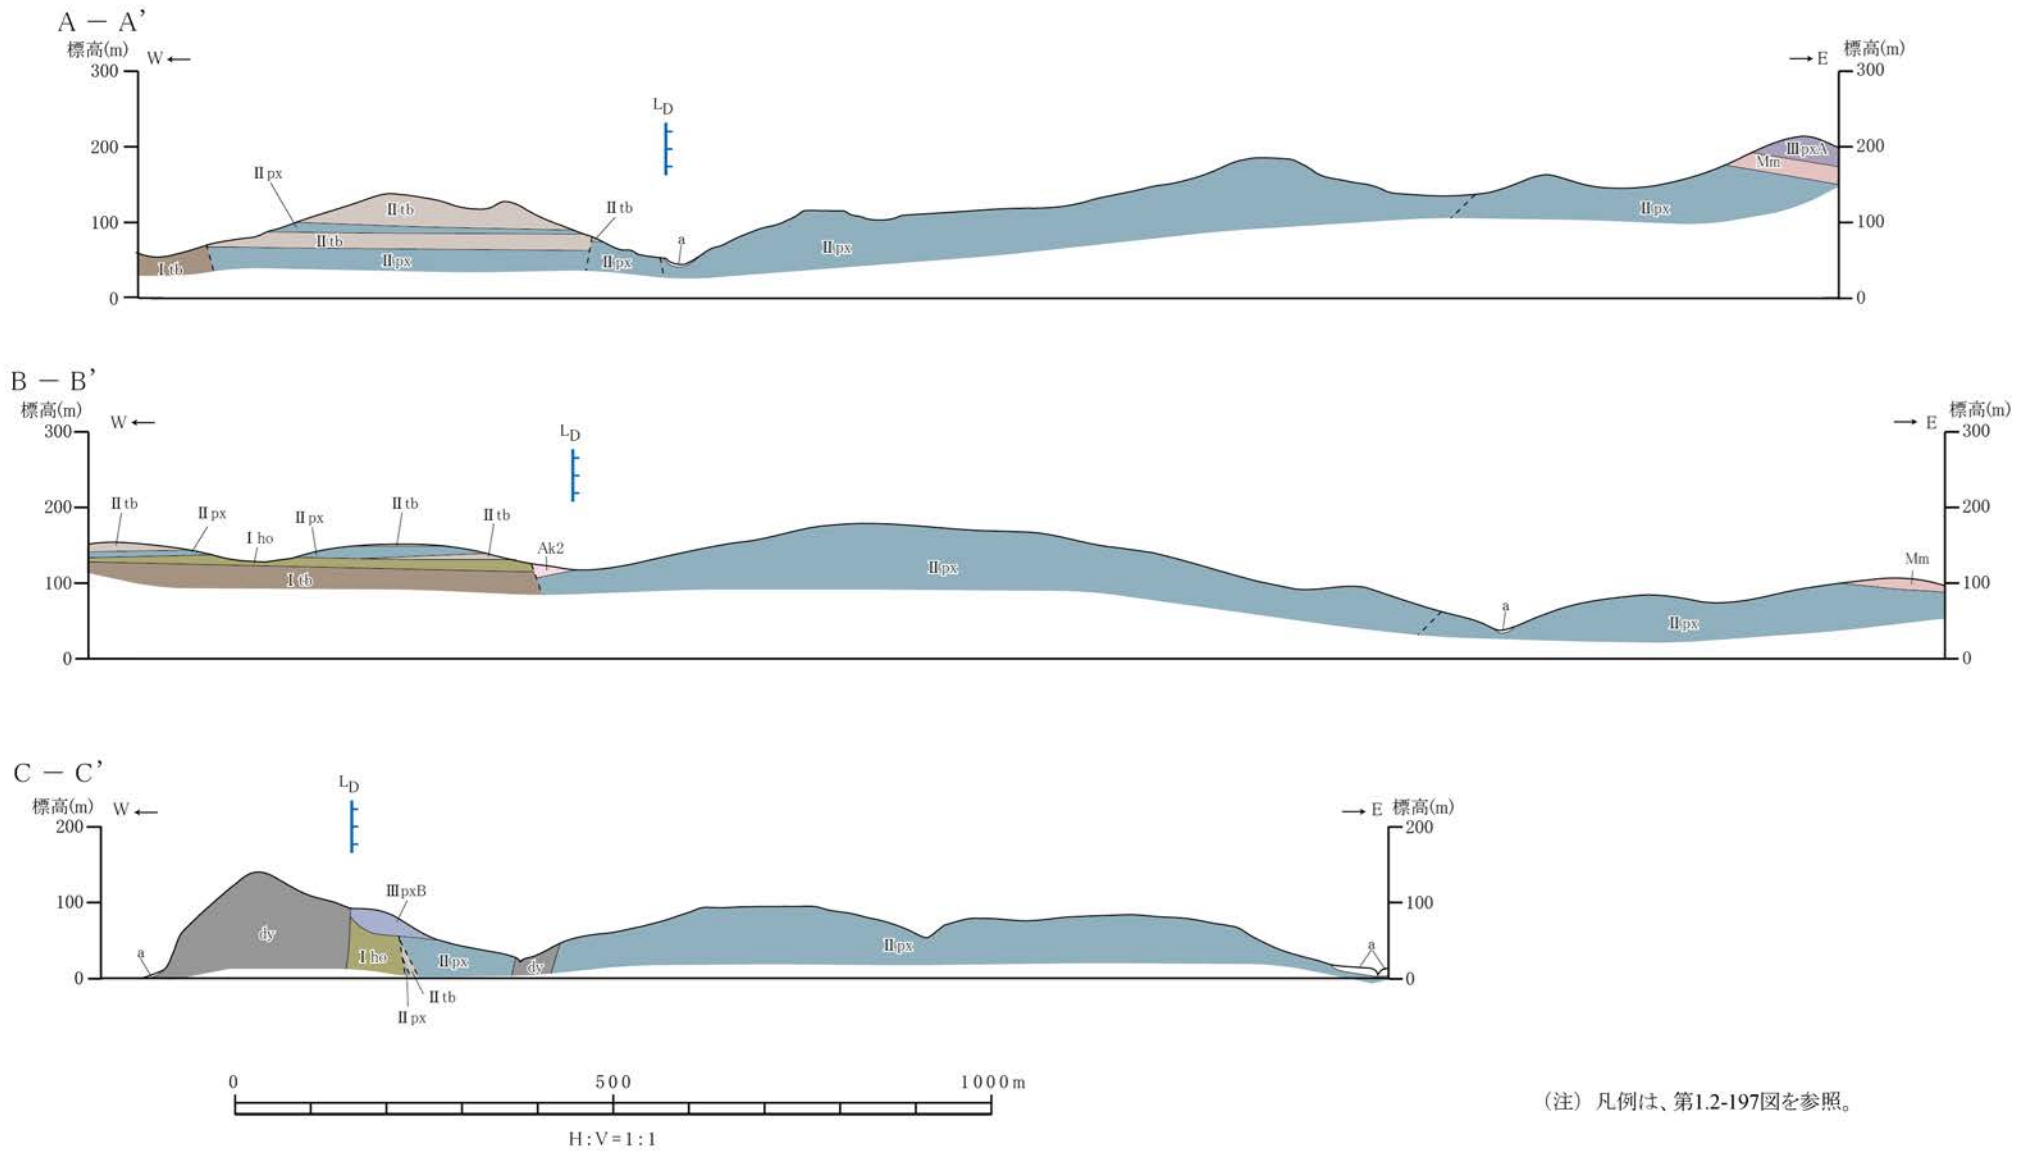 A － A’
標高(m)
W ←
→ E
標高(m)
300
300
L D
200
200
Ⅱpx
ⅢpxA
Mm
Ⅱtb
Ⅱtb
100
100
Ⅱtb
a
Ⅱpx
Ⅱpx
Ⅰtb
Ⅱpx
Ⅱpx
0
0
B － B’
標高(m)
W ←
→ E
標高(m)
300
300
L D
200
200
Ⅱtb
Ⅱpx
Ⅱpx
Ⅱtb
Ⅱtb
Ⅰho
Ak2
Mm
Ⅱpx
100
100
Ⅰtb
a
Ⅱpx
0
0
C － C’
標高(m)
W ←
→ E
標高(m)
L D
200
200
ⅢpxB
100
100
dy
a
Ⅰho
Ⅱpx
dy
Ⅱpx
a
0
0
Ⅱtb
Ⅱpx
0 500 1000m
H:V=1:1
（注）凡例は、第1.2-197図を参照。